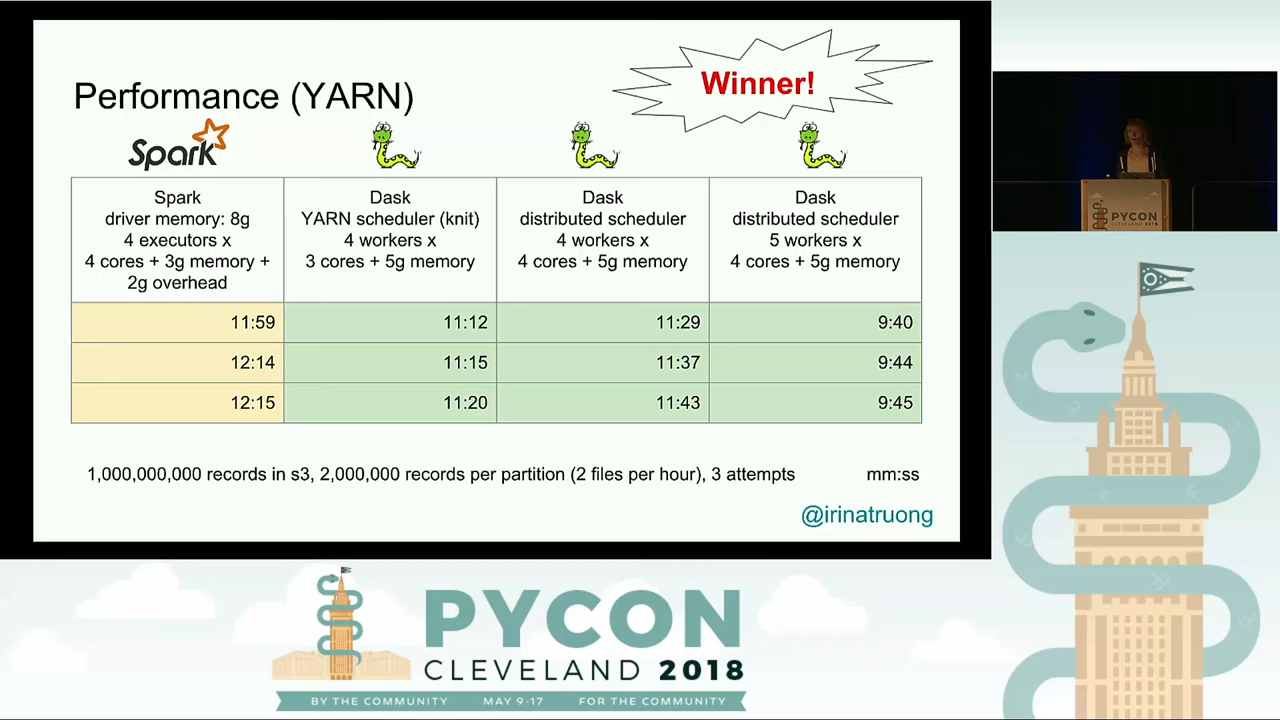 Winner!
Performance (YARN)
Spark
Spark
driver memory: 8g
4 executors x
4 cores + 3g memory +
2g overhead
Dask
YARN scheduler (knit)
4 workers x
3 cores + 5g memory
Dask
distributed scheduler
4 workers x
4 cores + 5g memory
Dask
distributed scheduler
5 workers x
4 cores + 5g memory
11:59 11:12 11:29 9:40
12:14 11:15 11:37 9:44
12:15 11:20 11:43 9:45
1,000,000,000 records in s3, 2,000,000 records per partition (2 files per hour), 3 attempts mm:ss
@irinatruong
PYCON
CLEVELAND 2018
PYCON
CLEVELAND 2018
BY THE COMMUNITY MAY 9-17 FOR THE COMMUNITY